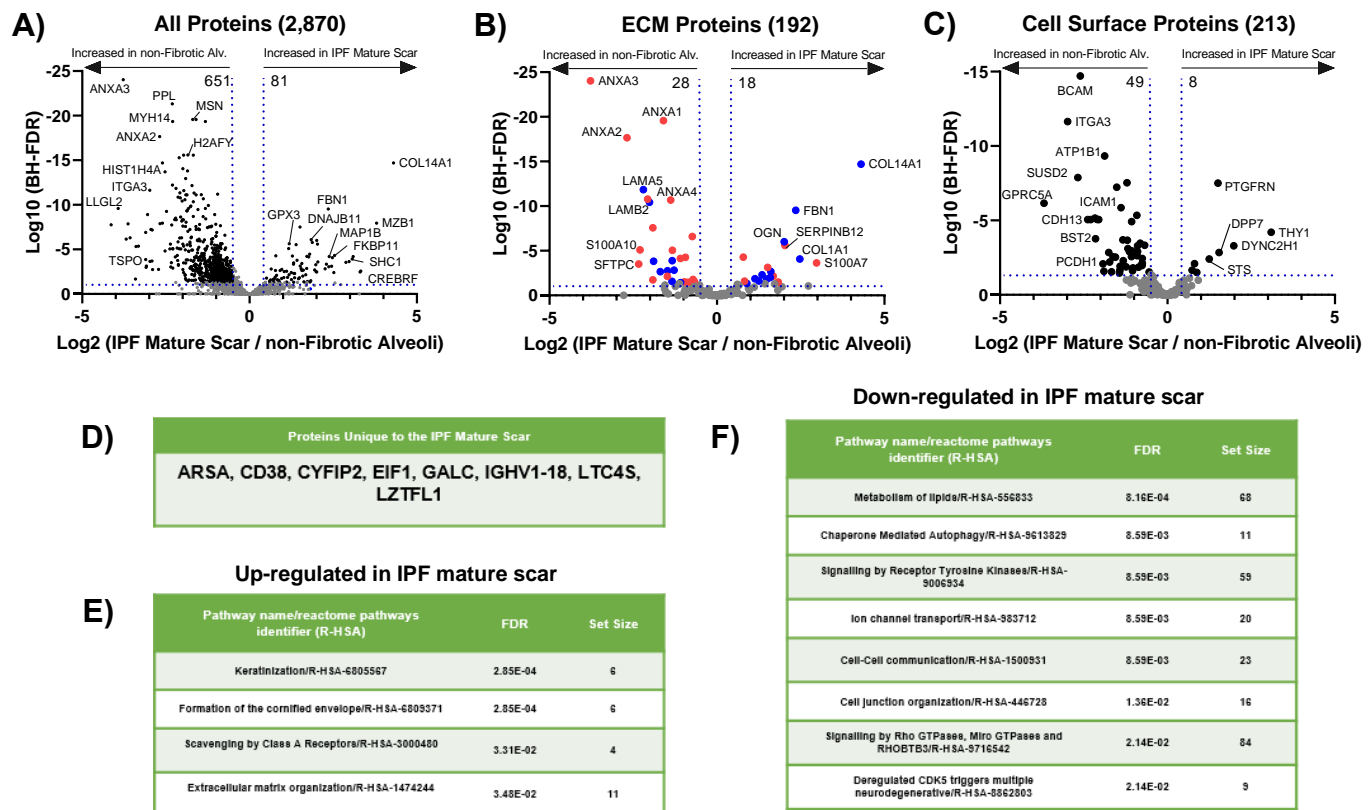 A)
All Proteins (2,870)
Increased in non-Fibrotic Alv.
Increased in IPF Mature Scar
651
81
-25
-20
-15
-10
-5
0
Log10 (BH-FDR)
ANXA3
PPL
MSN
MYH14
ANXA2
H2AFY
HIST1H4A
ITGA3
LLGL2
TSPO
COL14A1
FBN1
GPX3
DNAJB11
MZB1
MAP1B
FKBP11
SHC1
CREBRF
-5
0
5
Log2 (IPF Mature Scar / non-Fibrotic Alveoli)
B)
ECM Proteins (192)
Increased in non-Fibrotic Alv.
Increased in IPF Mature Scar
28
18
-25
-20
-15
-10
-5
0
Log10 (BH-FDR)
ANXA3
ANXA1
ANXA2
LAMA5
ANXA4
LAMB2
S100A10
SFTPC
COL14A1
FBN1
OGN
SERPINB12
COL1A1
S100A7
-5
0
5
Log2 (IPF Mature Scar / non-Fibrotic Alveoli)
C)
Cell Surface Proteins (213)
Increased in non-Fibrotic Alv.
Increased in IPF Mature Scar
49
8
-15
-10
-5
0
Log10 (BH-FDR)
BCAM
ITGA3
ATP1B1
SUSD2
GPRC5A
ICAM1
CDH13
BST2
PCDH1
PTGFRN
DPP7
THY1
DYNC2H1
STS
-5
0
5
Log2 (IPF Mature Scar / non-Fibrotic Alveoli)
D)
Proteins Unique to the IPF Mature Scar
ARSA, CD38, CYFIP2, EIF1, GALC, IGHV1-18, LTC4S,
LZTFL1
Up-regulated in IPF mature scar
E)
Pathway name/reactome pathways
identifier (R-HSA)
FDR
Set Size
Keratinization/R-HSA-6805567
2.85E-04
6
Formation of the cornified envelope/R-HSA-6809371
2.85E-04
6
Scavenging by Class A Receptors/R-HSA-3000480
3.31E-02
4
Extracellular matrix organization/R-HSA-1474244
3.48E-02
11
Down-regulated in IPF mature scar
F)
Pathway name/reactome pathways
identifier (R-HSA)
FDR
Set Size
Metabolism of lipids/R-HSA-556833
8.16E-04
68
Chaperone Mediated Autophagy/R-HSA-9613829
8.59E-03
11
Signalling by Receptor Tyrosine Kinases/R-HSA-
9006934
8.59E-03
59
Ion channel transport/R-HSA-983712
8.59E-03
20
Cell-Cell communication/R-HSA-1500931
8.59E-03
23
Cell junction organization/R-HSA-446728
1.36E-02
16
Signalling by Rho GTPases, Miro GTPases and
RHOBTB3/R-HSA-9716542
2.14E-02
84
Deregulated CDK5 triggers multiple
neurodegenerative/R-HSA-8862803
2.14E-02
9